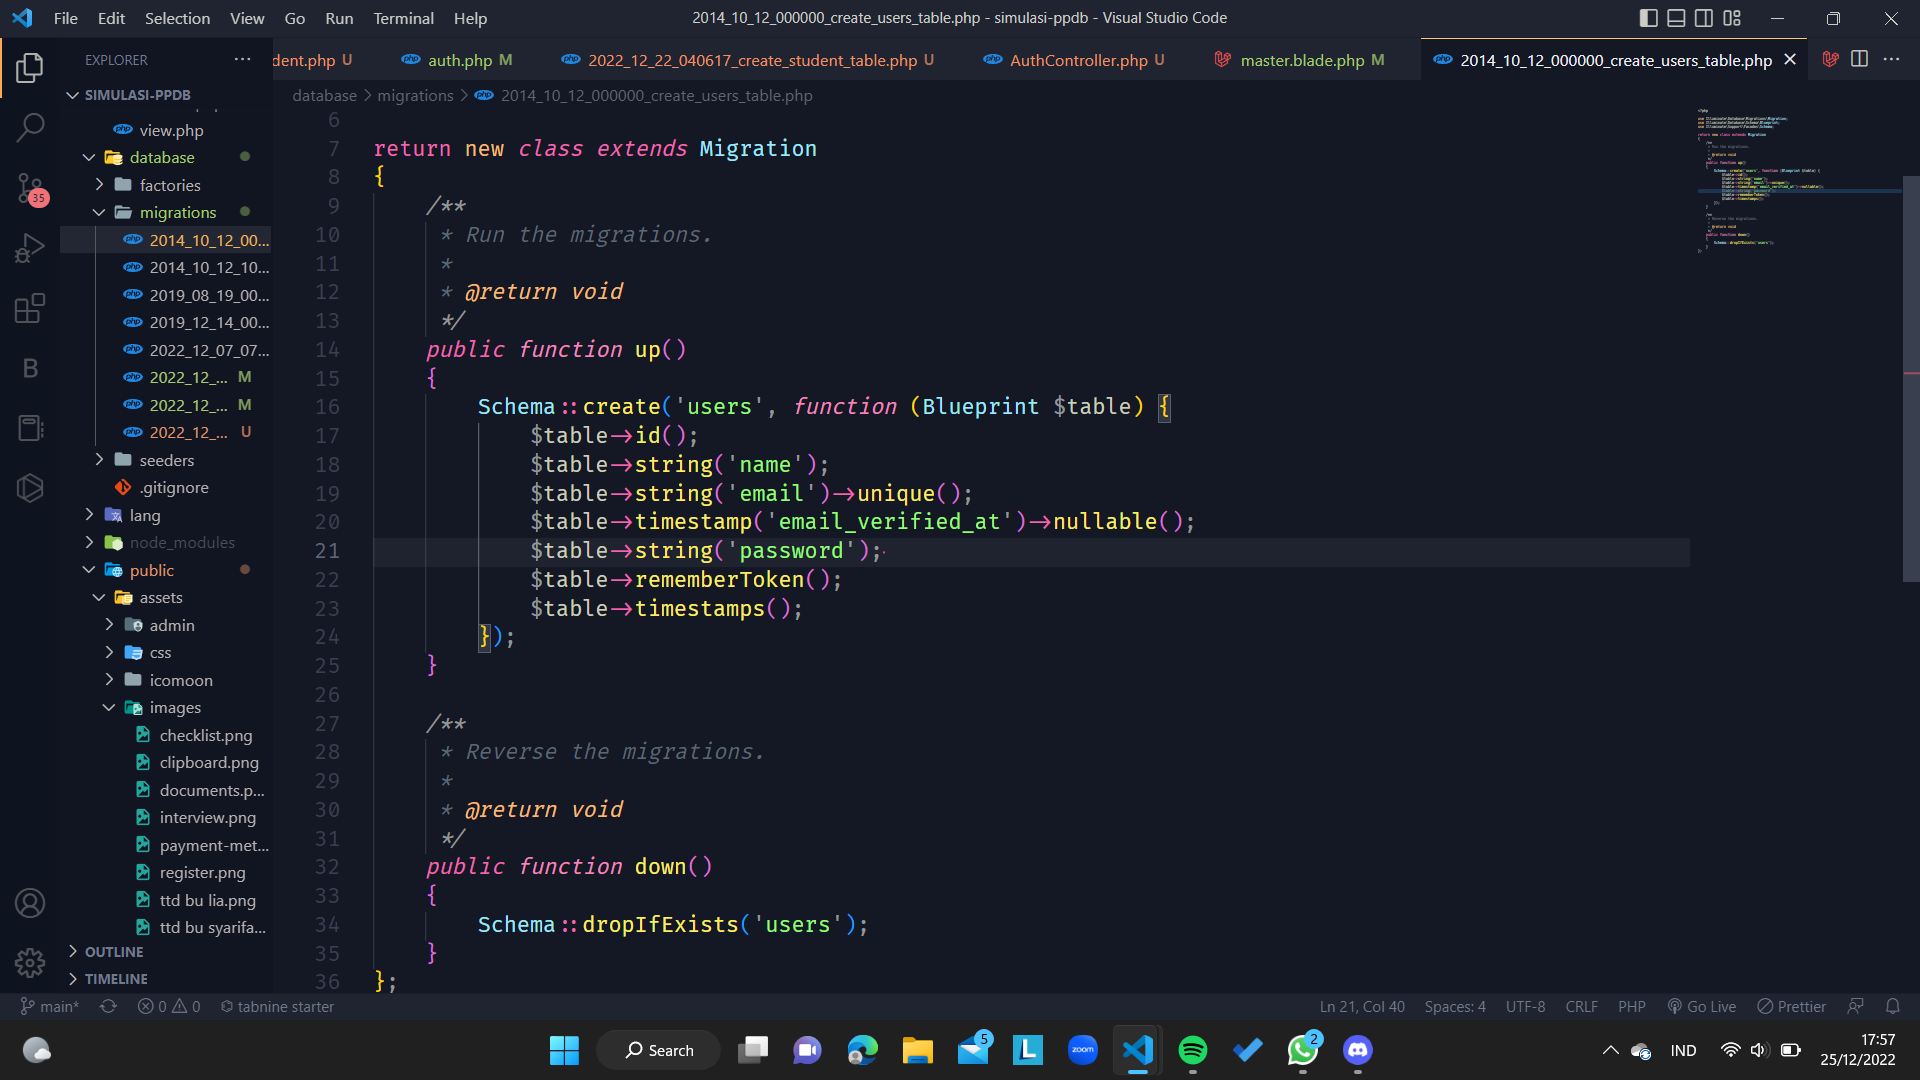 File Edit Selection View Go Run Terminal Help
2014_10_12_000000_create_users_table.php - simulasi-ppdb - Visual Studio Code
EXPLORER
dent.php U
auth.php M
2022_12_22_040617_create_student_table.php U
AuthController.php U
master.blade.php M
2014_10_12_000000_create_users_table.php
SIMULASI-PPDB
view.php
database
factories
migrations
2014_10_12_00...
2014_10_12_10...
2019_08_19_00...
2019_12_14_00...
2022_12_07_07...
2022_12_... M
2022_12_... M
2022_12_... U
seeders
.gitignore
lang
node_modules
public
assets
admin
css
icomoon
images
checklist.png
clipboard.png
documents.p...
interview.png
payment-met...
register.png
ttd bu lia.png
ttd bu syarifa...
OUTLINE
TIMELINE
35
B
database > migrations > 2014_10_12_000000_create_users_table.php
6
7 return new class extends Migration
8 {
9 /**
10 * Run the migrations.
11 *
12 * @return void
13 */
14 public function up()
15 {
16 Schema::create('users', function (Blueprint $table) {
17 $table->id();
18 $table->string('name');
19 $table->string('email')->unique();
20 $table->timestamp('email_verified_at')->nullable();
21 $table->string('password');
22 $table->rememberToken();
23 $table->timestamps();
24 });
25 }
26
27 /**
28 * Reverse the migrations.
29 *
30 * @return void
31 */
32 public function down()
33 {
34 Schema::dropIfExists('users');
35 }
36 };
main* 0 0 tabnine starter
Ln 21, Col 40 Spaces: 4 UTF-8 CRLF PHP Go Live Prettier
Search
5
L
zoom
2
IND
17:57
25/12/2022